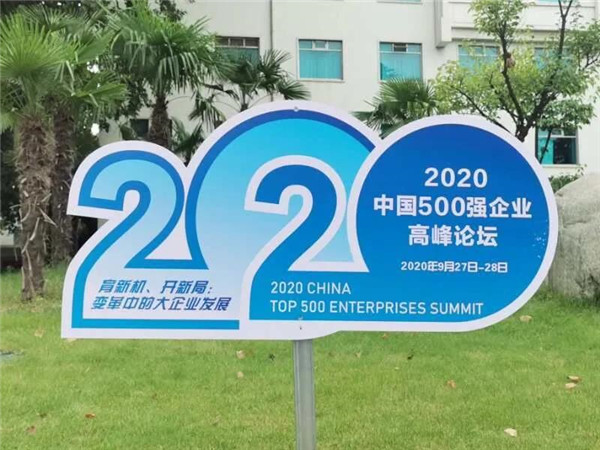 2020
育新机、开新局：
变革中的大企业发展
2020 CHINA
TOP 500 ENTERPRISES SUMMIT
2020
中国500强企业
高峰论坛
2020年9月27日-28日